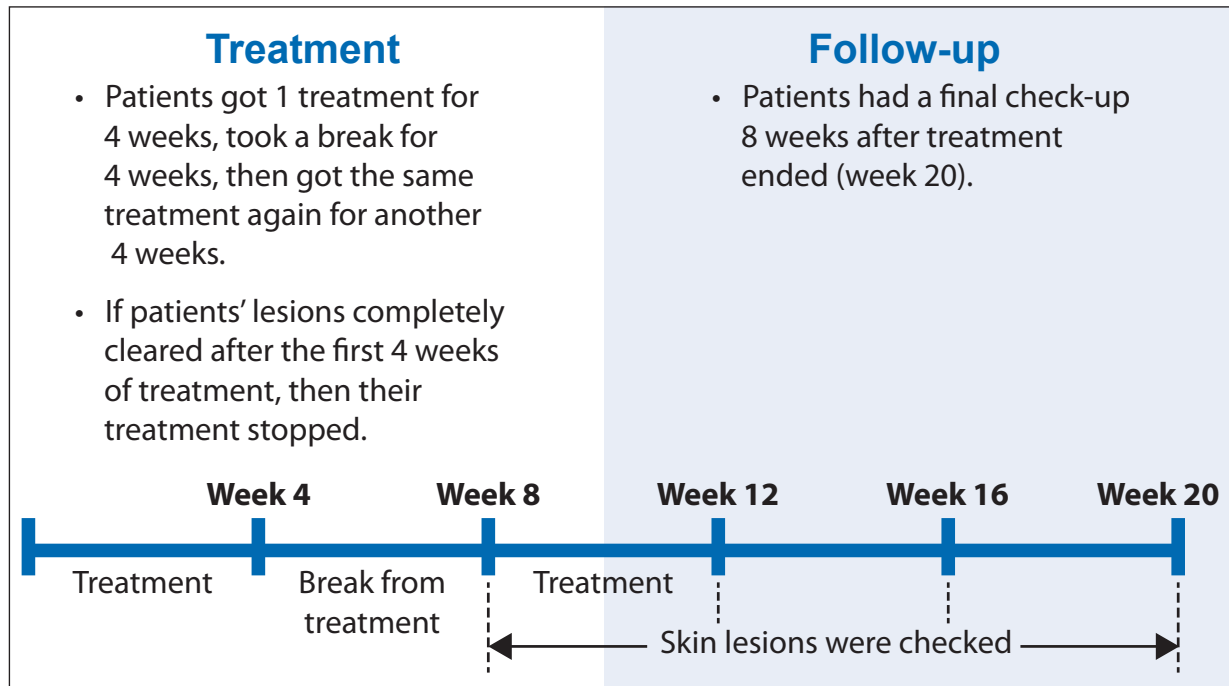 Treatment
• Patients got 1 treatment for
4 weeks, took a break for
4 weeks, then got the same
treatment again for another
4 weeks.
• If patients’ lesions completely
cleared after the first 4 weeks
of treatment, then their
treatment stopped.
Follow-up
• Patients had a final check-up
8 weeks after treatment
ended (week 20).
Week 4 Week 8 Week 12 Week 16 Week 20
Treatment
Break from
treatment
Treatment
Skin lesions were checked